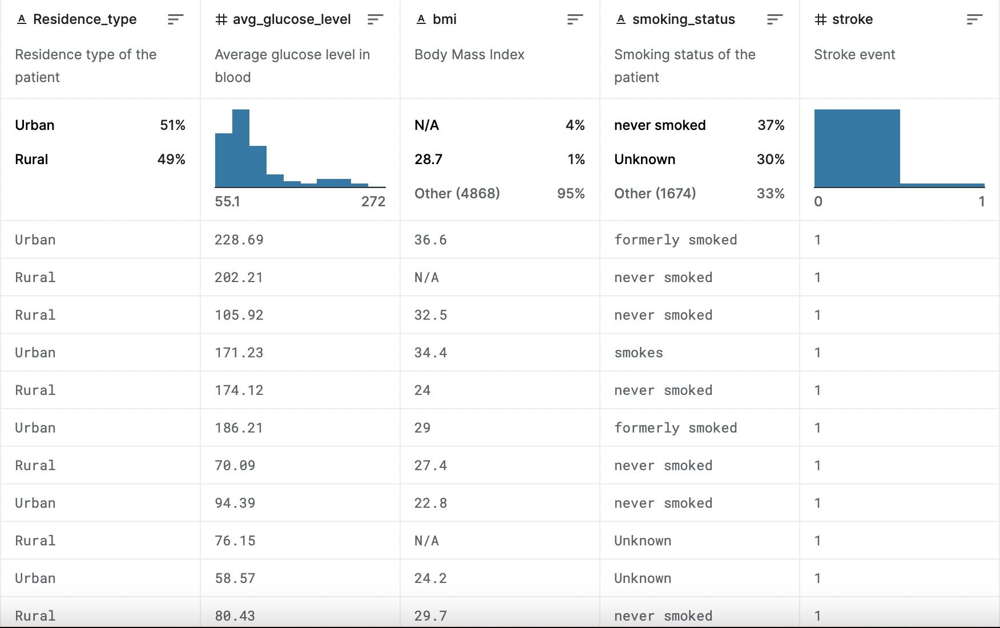 Residence_type avg_glucose_level bmi smoking_status stroke
Residence type of the Average glucose level in Body Mass Index Smoking status of the Stroke event
patient blood patient
Urban 51% N/A 4% never smoked 37%
Rural 49% 28.7 1% Unknown 30%
Other (4868) 95% Other (1674) 33%
55.1 272 0 1
Urban 228.69 36.6 formerly smoked 1
Rural 202.21 N/A never smoked 1
Rural 105.92 32.5 never smoked 1
Urban 171.23 34.4 smokes 1
Rural 174.12 24 never smoked 1
Urban 186.21 29 formerly smoked 1
Rural 70.09 27.4 never smoked 1
Urban 94.39 22.8 never smoked 1
Rural 76.15 N/A Unknown 1
Urban 58.57 24.2 Unknown 1
Rural 80.43 29.7 never smoked 1